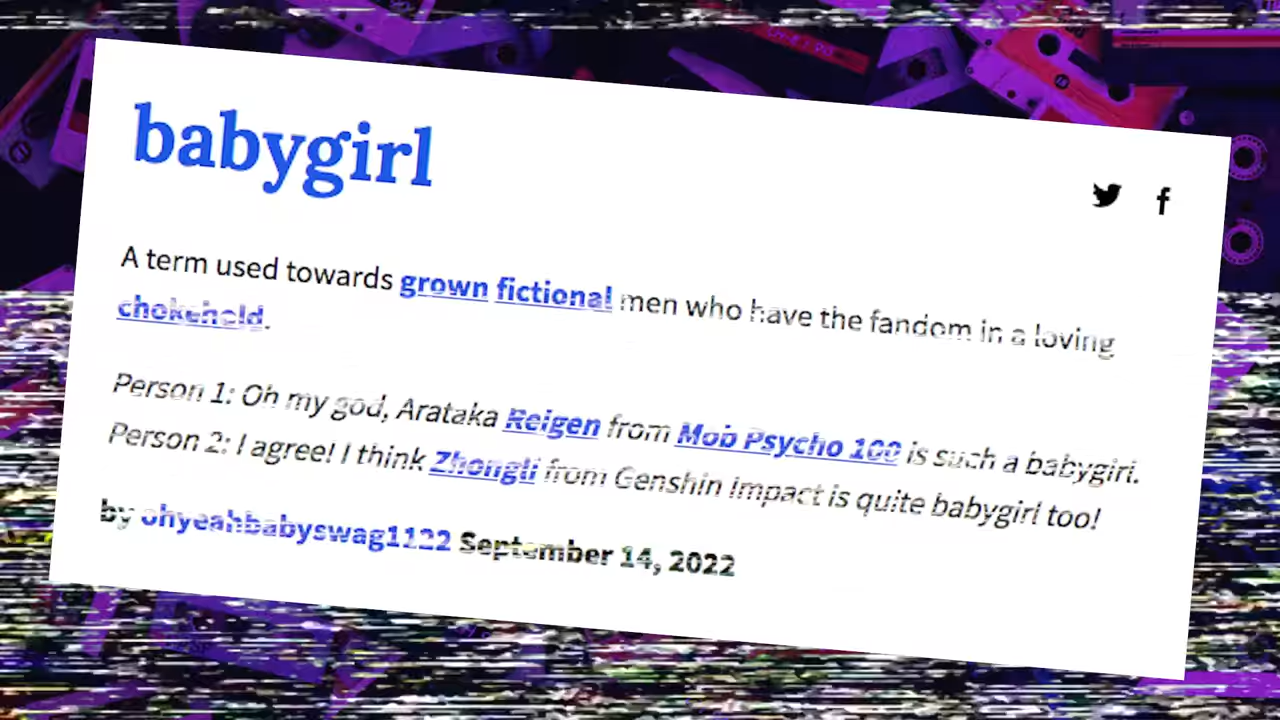 babygirl
A term used towards grown fictional men who have the fandom in a loving
chokehold.
Person 1: Oh my god, Arataka Reigen from Mob Psycho 100 is such a babygirl.
Person 2: I agree! I think Zhongli from Genshin Impact is quite babygirl too!
by ohyeahbabyswag1122 September 14, 2022